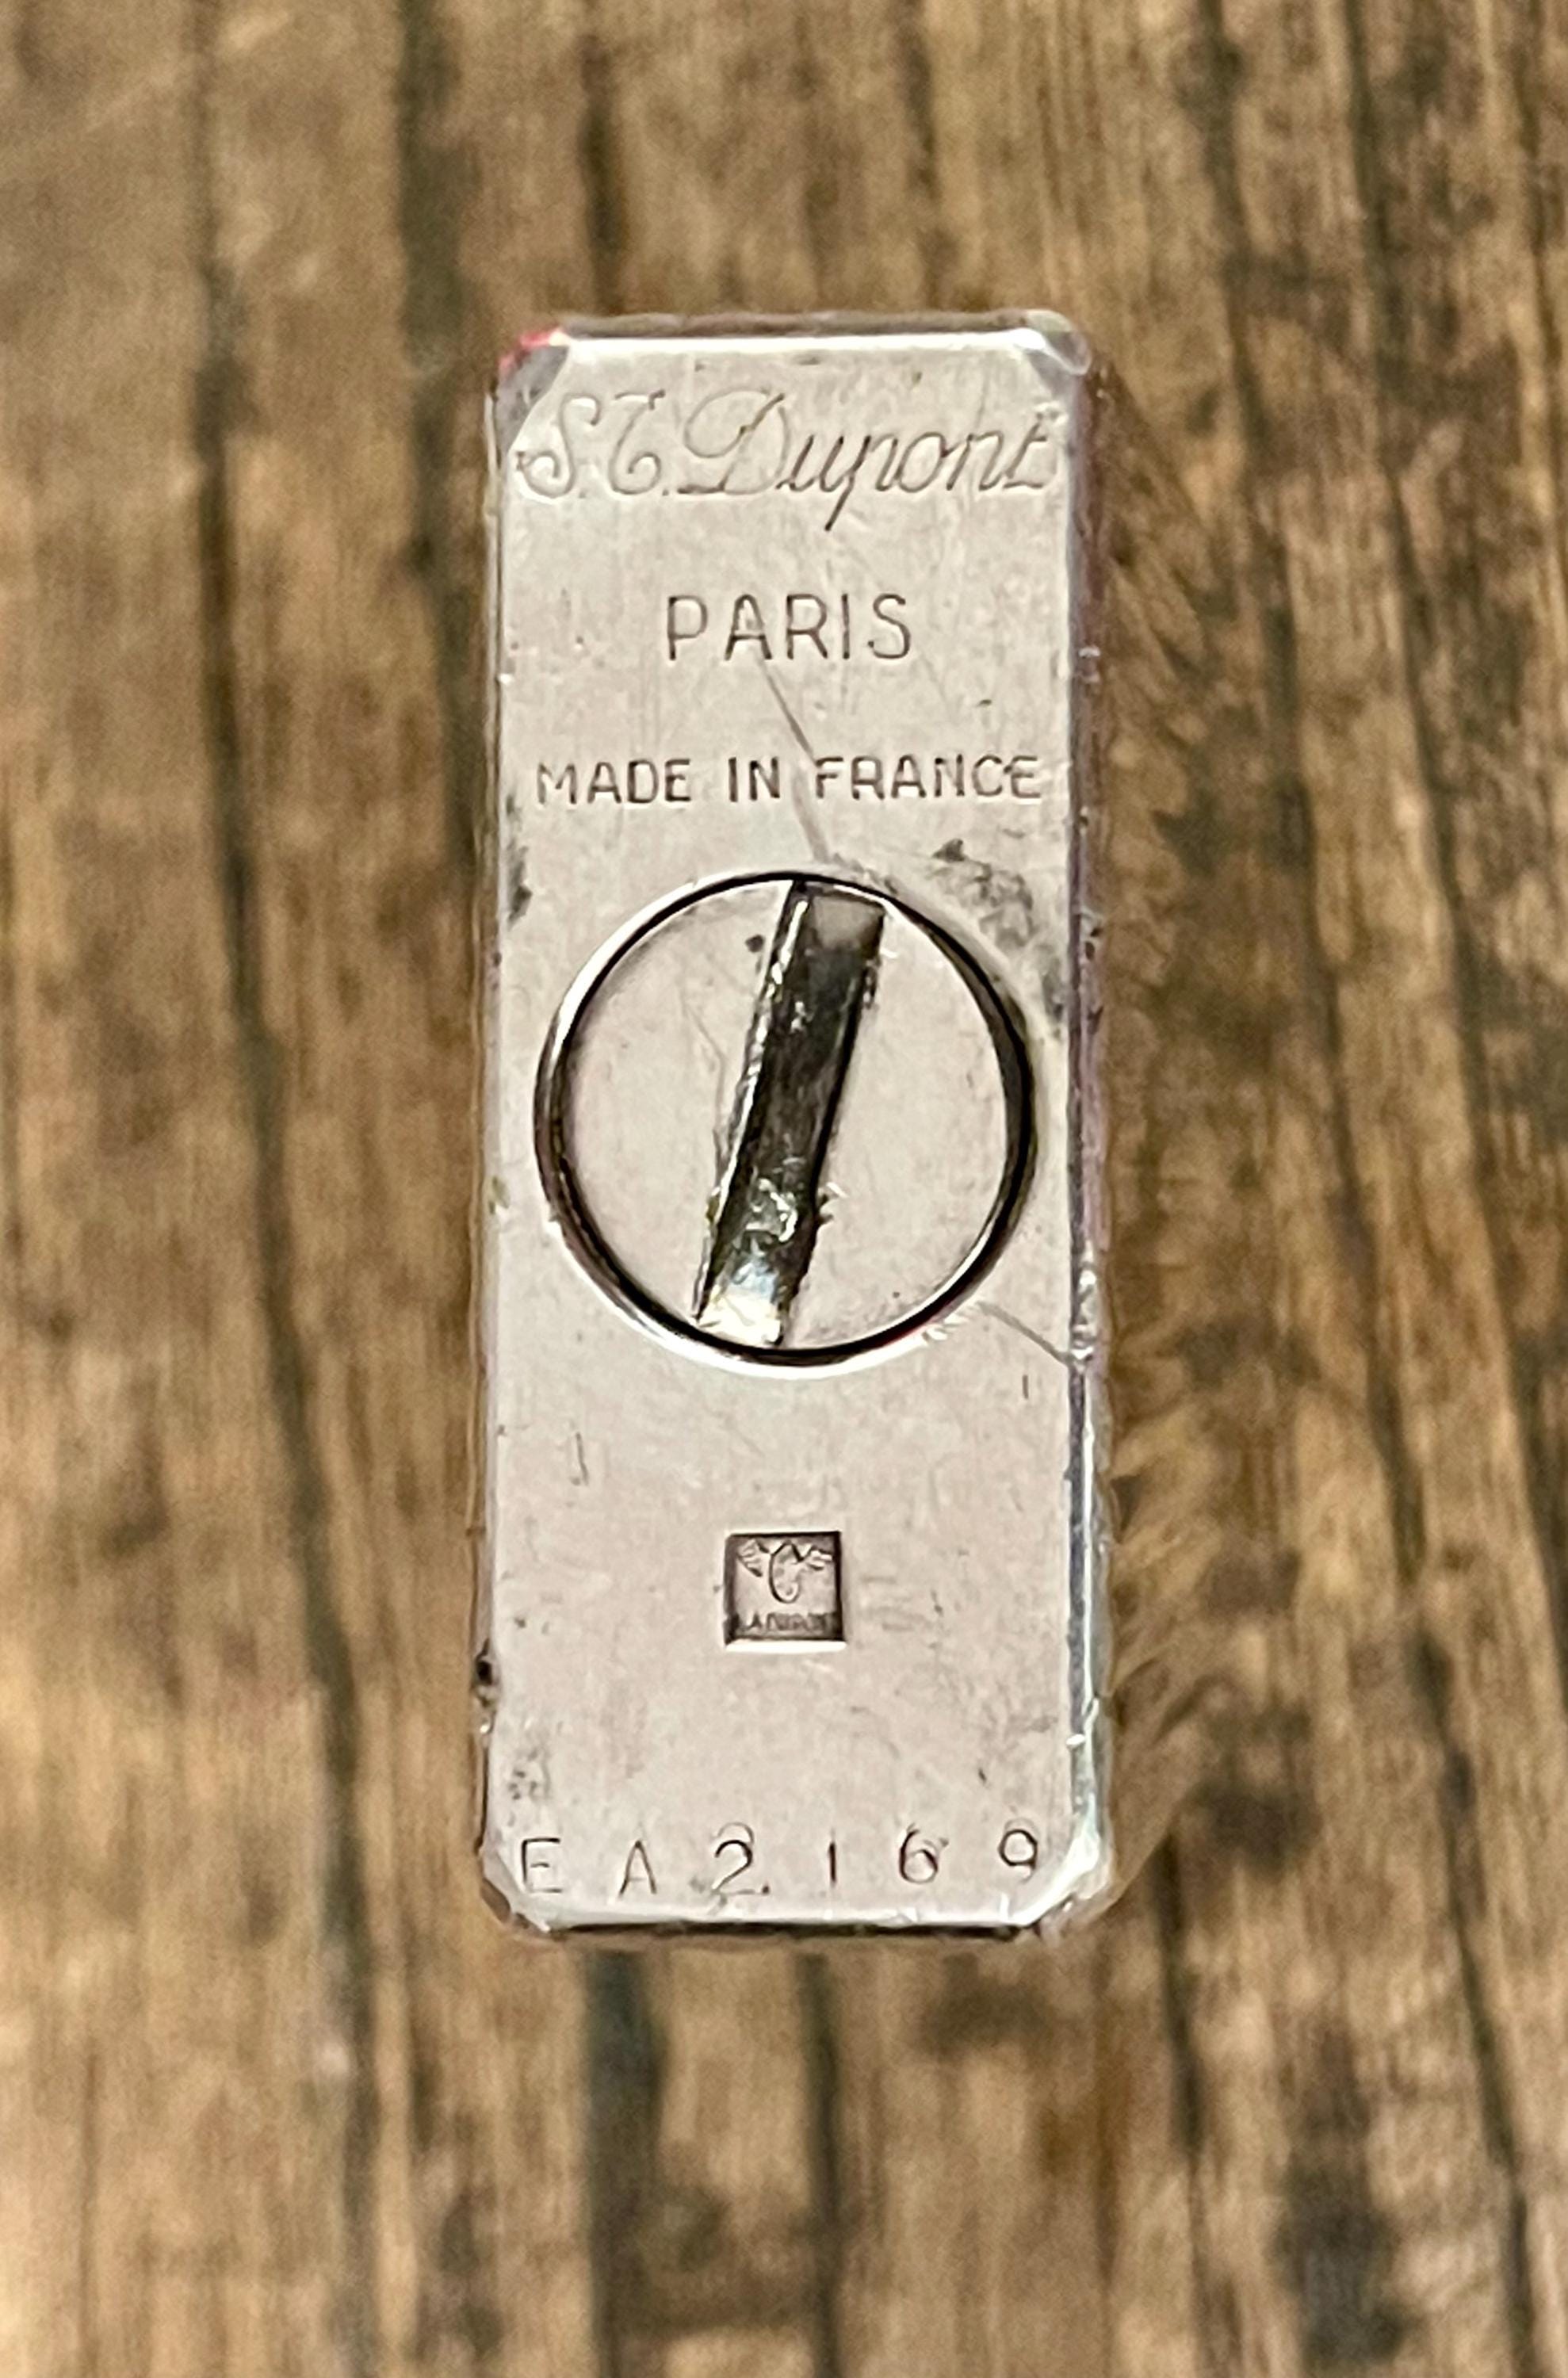 S.T. Dupont
PARIS
MADE IN FRANCE
EA2169